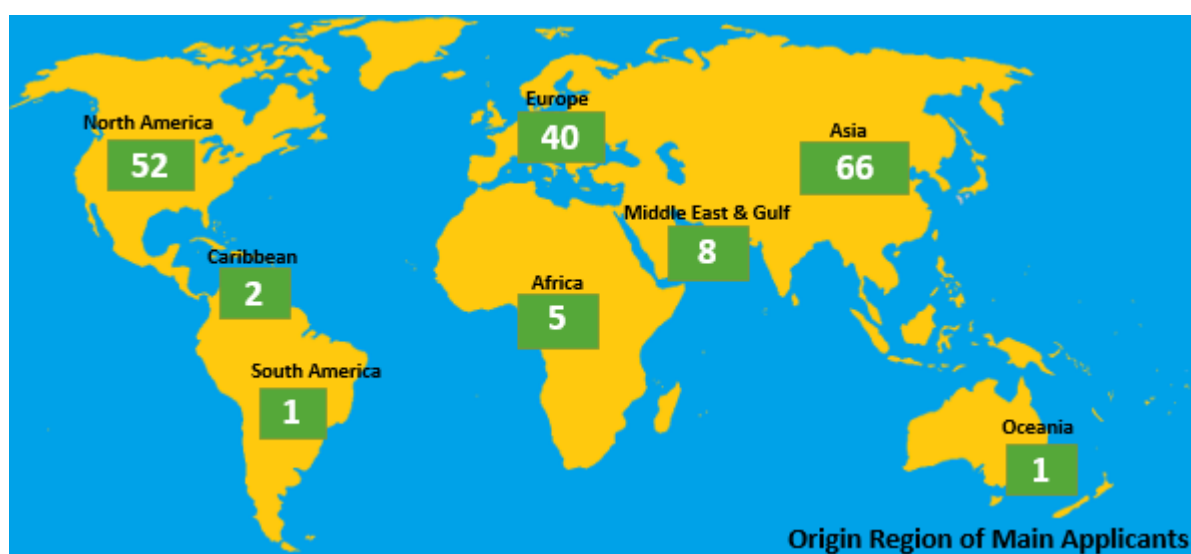 Europe
40
North America
52
Asia
66
Middle East & Gulf
8
Caribbean
2
Africa
5
South America
1
Oceania
1
Origin Region of Main Applicants